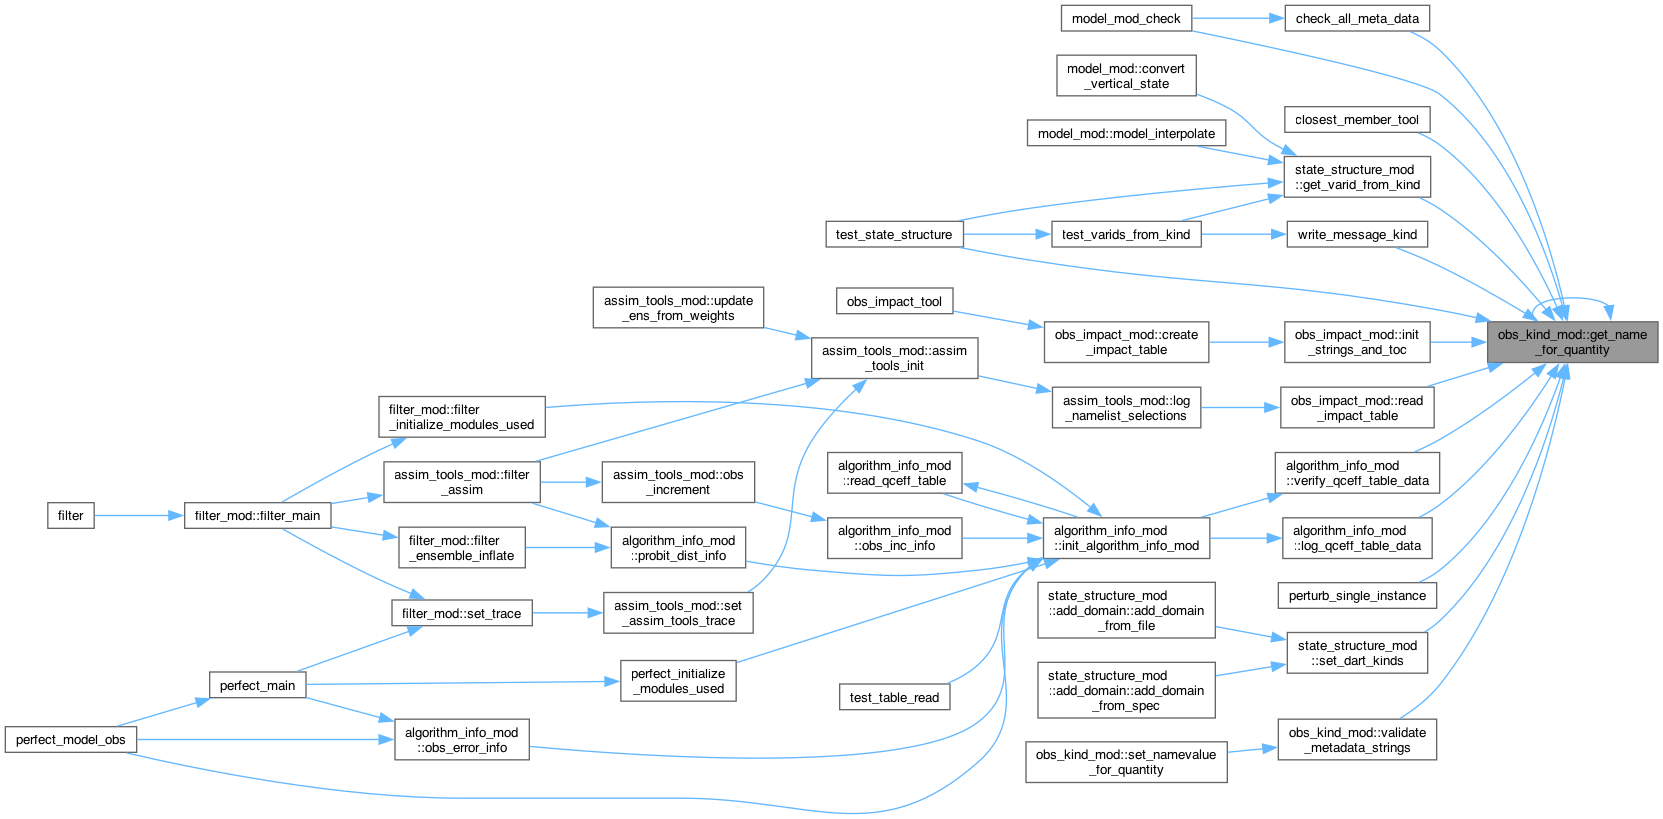 model_mod_check
check_all_meta_data
model_mod::convert
_vertical_state
closest_member_tool
model_mod::model_interpolate
state_structure_mod
::get_varid_from_kind
test_state_structure
test_varids_from_kind
write_message_kind
assim_tools_mod::update
_ens_from_weights
obs_impact_tool
obs_impact_mod::create
_impact_table
obs_impact_mod::init
_strings_and_toc
obs_kind_mod::get_name
_for_quantity
assim_tools_mod::assim
_tools_init
filter_mod::filter
_initialize_modules_used
assim_tools_mod::log
_namelist_selections
obs_impact_mod::read
_impact_table
assim_tools_mod::filter
_assim
assim_tools_mod::obs
_increment
algorithm_info_mod
::read_qceff_table
algorithm_info_mod
::verify_qceff_table_data
filter
filter_mod::filter_main
filter_mod::filter
_ensemble_inflate
algorithm_info_mod
::probit_dist_info
algorithm_info_mod
::obs_inc_info
algorithm_info_mod
::init_algorithm_info_mod
algorithm_info_mod
::log_qceff_table_data
filter_mod::set_trace
assim_tools_mod::set
_assim_tools_trace
state_structure_mod
::add_domain::add_domain
_from_file
perturb_single_instance
state_structure_mod
::set_dart_kinds
perfect_main
perfect_initialize
_modules_used
test_table_read
state_structure_mod
::add_domain::add_domain
_from_spec
perfect_model_obs
algorithm_info_mod
::obs_error_info
obs_kind_mod::set_namevalue
_for_quantity
obs_kind_mod::validate
_metadata_strings